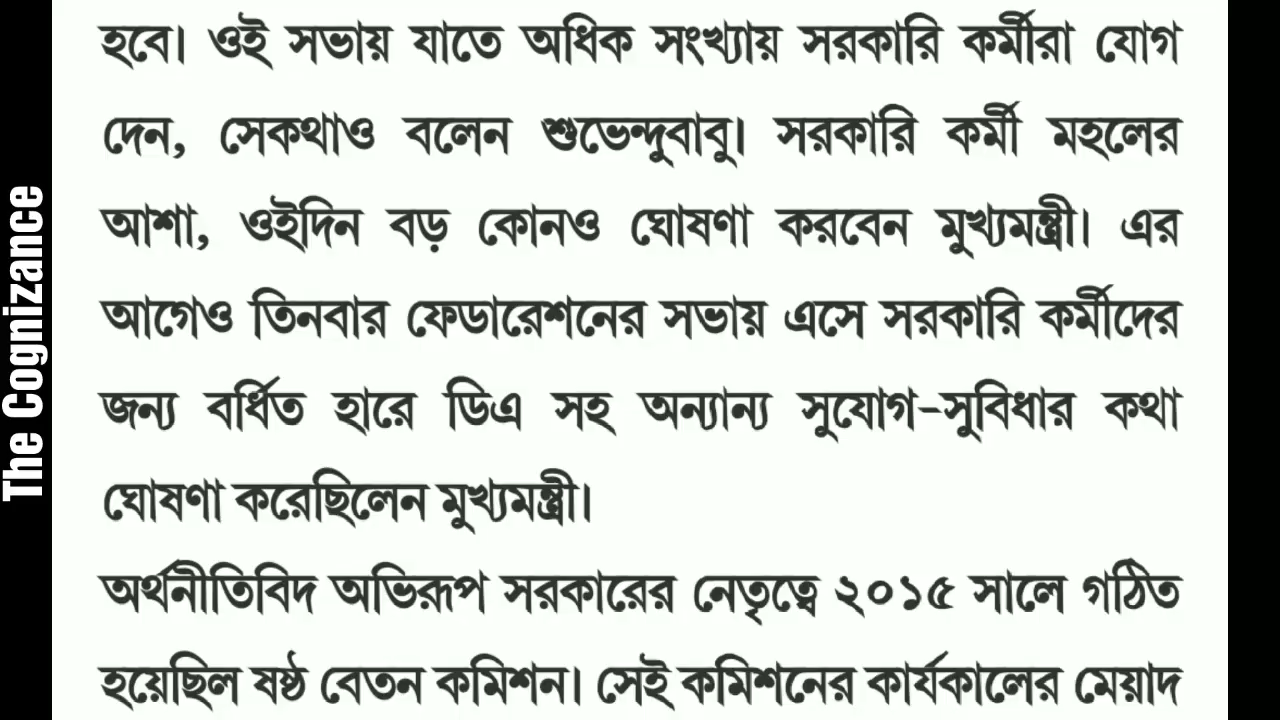 The Cognizance
হবে। ওই সভায় যাতে অধিক সংখ্যায় সরকারি কর্মীরা যোগ
দেন, সেকথাও বলেন শুভেন্দুবাবু। সরকারি কর্মী মহলের
আশা, ওইদিন বড় কোনও ঘোষণা করবেন মুখ্যমন্ত্রী। এর
আগেও তিনবার ফেডারেশনের সভায় এসে সরকারি কর্মীদের
জন্য বর্ধিত হারে ডিএ সহ অন্যান্য সুযোগ-সুবিধার কথা
ঘোষণা করেছিলেন মুখ্যমন্ত্রী।
অর্থনীতিবিদ অভিরূপ সরকারের নেতৃত্বে ২০১৫ সালে গঠিত
হয়েছিল ষষ্ঠ বেতন কমিশন। সেই কমিশনের কার্যকালের মেয়াদ